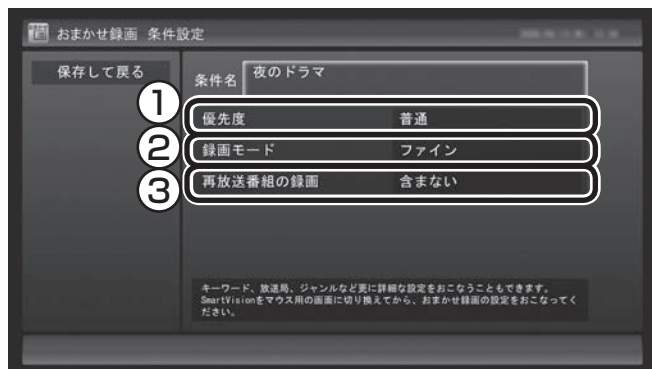 おまかせ録画 条件設定
保存して戻る
条件名 夜のドラマ
① 優先度 普通
② 録画モード ファイン
③ 再放送番組の録画 含まない
キーワード、放送局、ジャンルなど更に詳細な設定をおこなうこともできます。
SmartVisionをマウス用の画面に切り換えてから、おまかせ録画の設定をおこなってく
ださい。